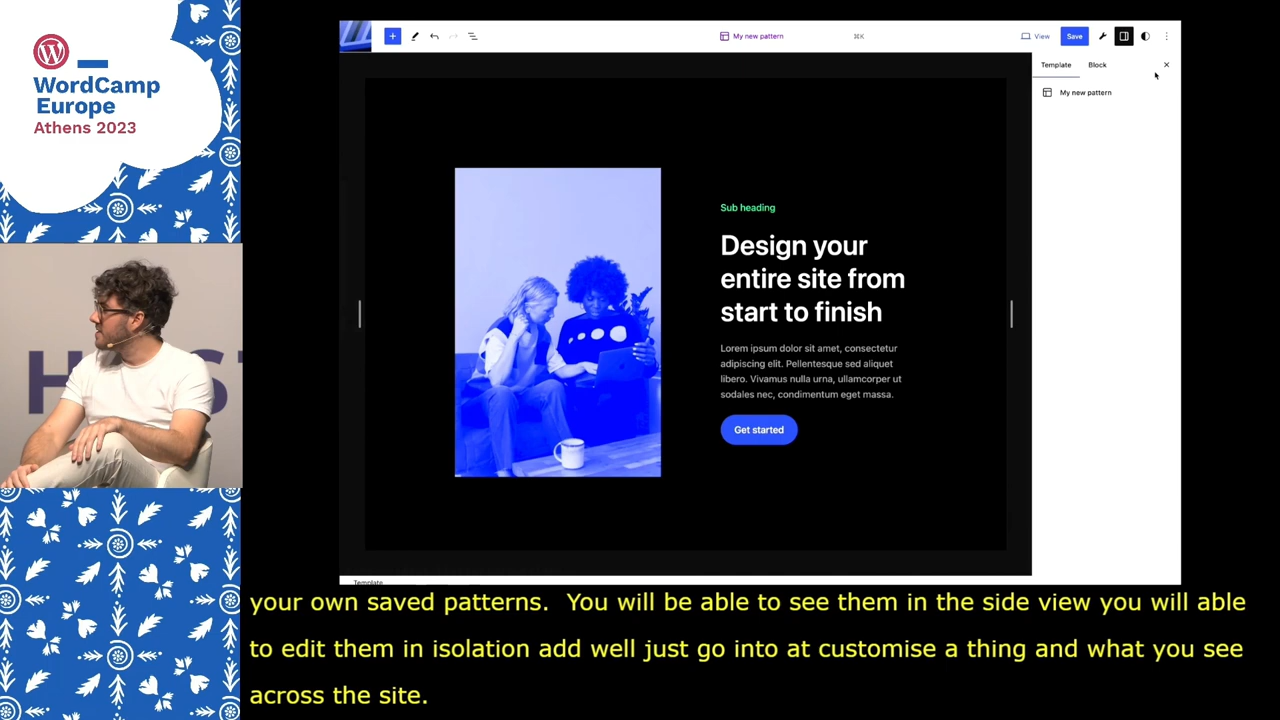 WordCamp
Europe
Athens 2023
My new pattern
⌘K
View
Save
Template
Block
My new pattern
Sub heading
Design your
entire site from
start to finish
Lorem ipsum dolor sit amet, consectetur
adipiscing elit. Pellentesque sed aliquet
libero. Vivamus nulla urna, ullamcorper ut
sodales nec, condimentum eget massa.
Get started
Template
your own saved patterns.  You will be able to see them in the side view you will able
to edit them in isolation add well just go into at customise a thing and what you see
across the site.